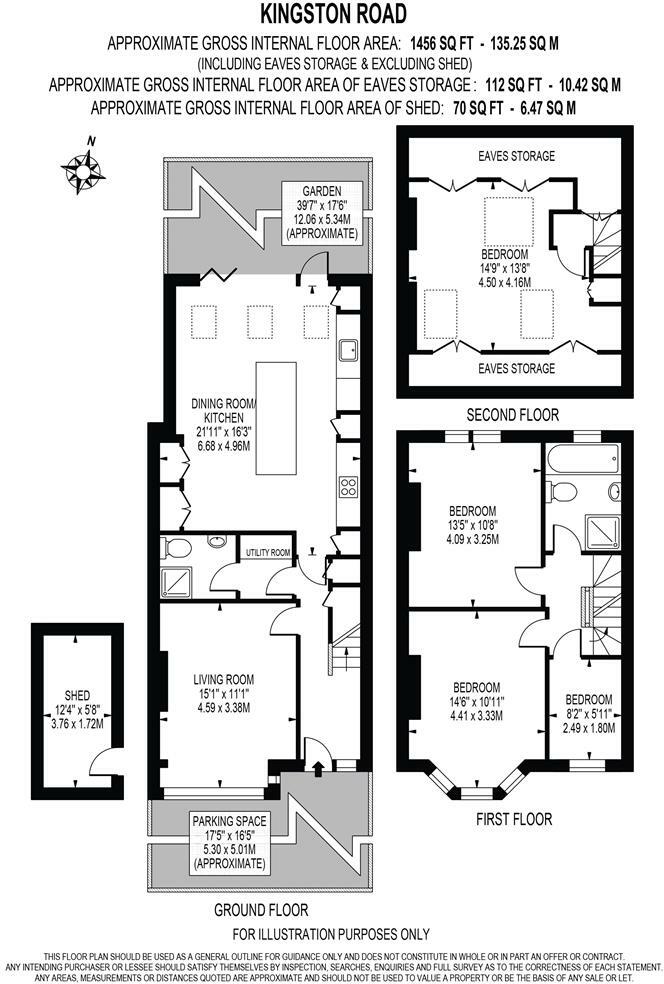 KINGSTON ROAD
APPROXIMATE GROSS INTERNAL FLOOR AREA: 1456 SQ FT - 135.25 SQ M
(INCLUDING EAVES STORAGE & EXCLUDING SHED)
APPROXIMATE GROSS INTERNAL FLOOR AREA OF EAVES STORAGE : 112 SQ FT - 10.42 SQ M
APPROXIMATE GROSS INTERNAL FLOOR AREA OF SHED: 70 SQ FT - 6.47 SQ M
N
GARDEN
39'7" x 17'6"
12.06 x 5.34M
(APPROXIMATE)
DINING ROOM/
KITCHEN
21'11" x 16'3"
6.68 x 4.96M
UTILITY ROOM
LIVING ROOM
15'1" x 11'1"
4.59 x 3.38M
SHED
12'4" x 5'8"
3.76 x 1.72M
PARKING SPACE
17'5" x 16'5"
5.30 x 5.01M
(APPROXIMATE)
GROUND FLOOR
EAVES STORAGE
BEDROOM
14'9" x 13'8"
4.50 x 4.16M
EAVES STORAGE
SECOND FLOOR
BEDROOM
13'5" x 10'8"
4.09 x 3.25M
BEDROOM
14'6" x 10'11"
4.41 x 3.33M
BEDROOM
8'2" x 5'11"
2.49 x 1.80M
FIRST FLOOR
FOR ILLUSTRATION PURPOSES ONLY
THIS FLOOR PLAN SHOULD BE USED AS A GENERAL OUTLINE FOR GUIDANCE ONLY AND DOES NOT CONSTITUTE IN WHOLE OR IN PART AN OFFER OR CONTRACT.
ANY INTENDING PURCHASER OR LESSEE SHOULD SATISFY THEMSELVES BY INSPECTION, SEARCHES, ENQUIRIES AND FULL SURVEY AS TO THE CORRECTNESS OF EACH STATEMENT.
ANY AREAS, MEASUREMENTS OR DISTANCES QUOTED ARE APPROXIMATE AND SHOULD NOT BE USED TO VALUE A PROPERTY OR BE THE BASIS OF ANY SALE OR LET.